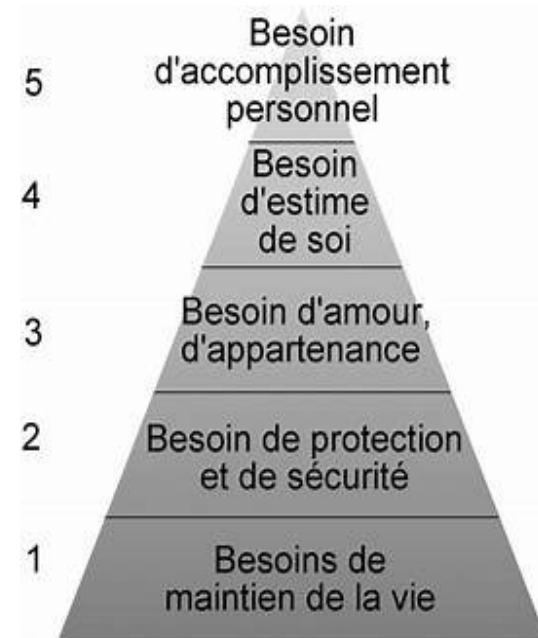 Besoin
5 d'accomplissement
personnel
Besoin
4 d'estime
de soi
3 Besoin d'amour,
d'appartenance
2 Besoin de protection
et de sécurité
1 Besoins de
maintien de la vie